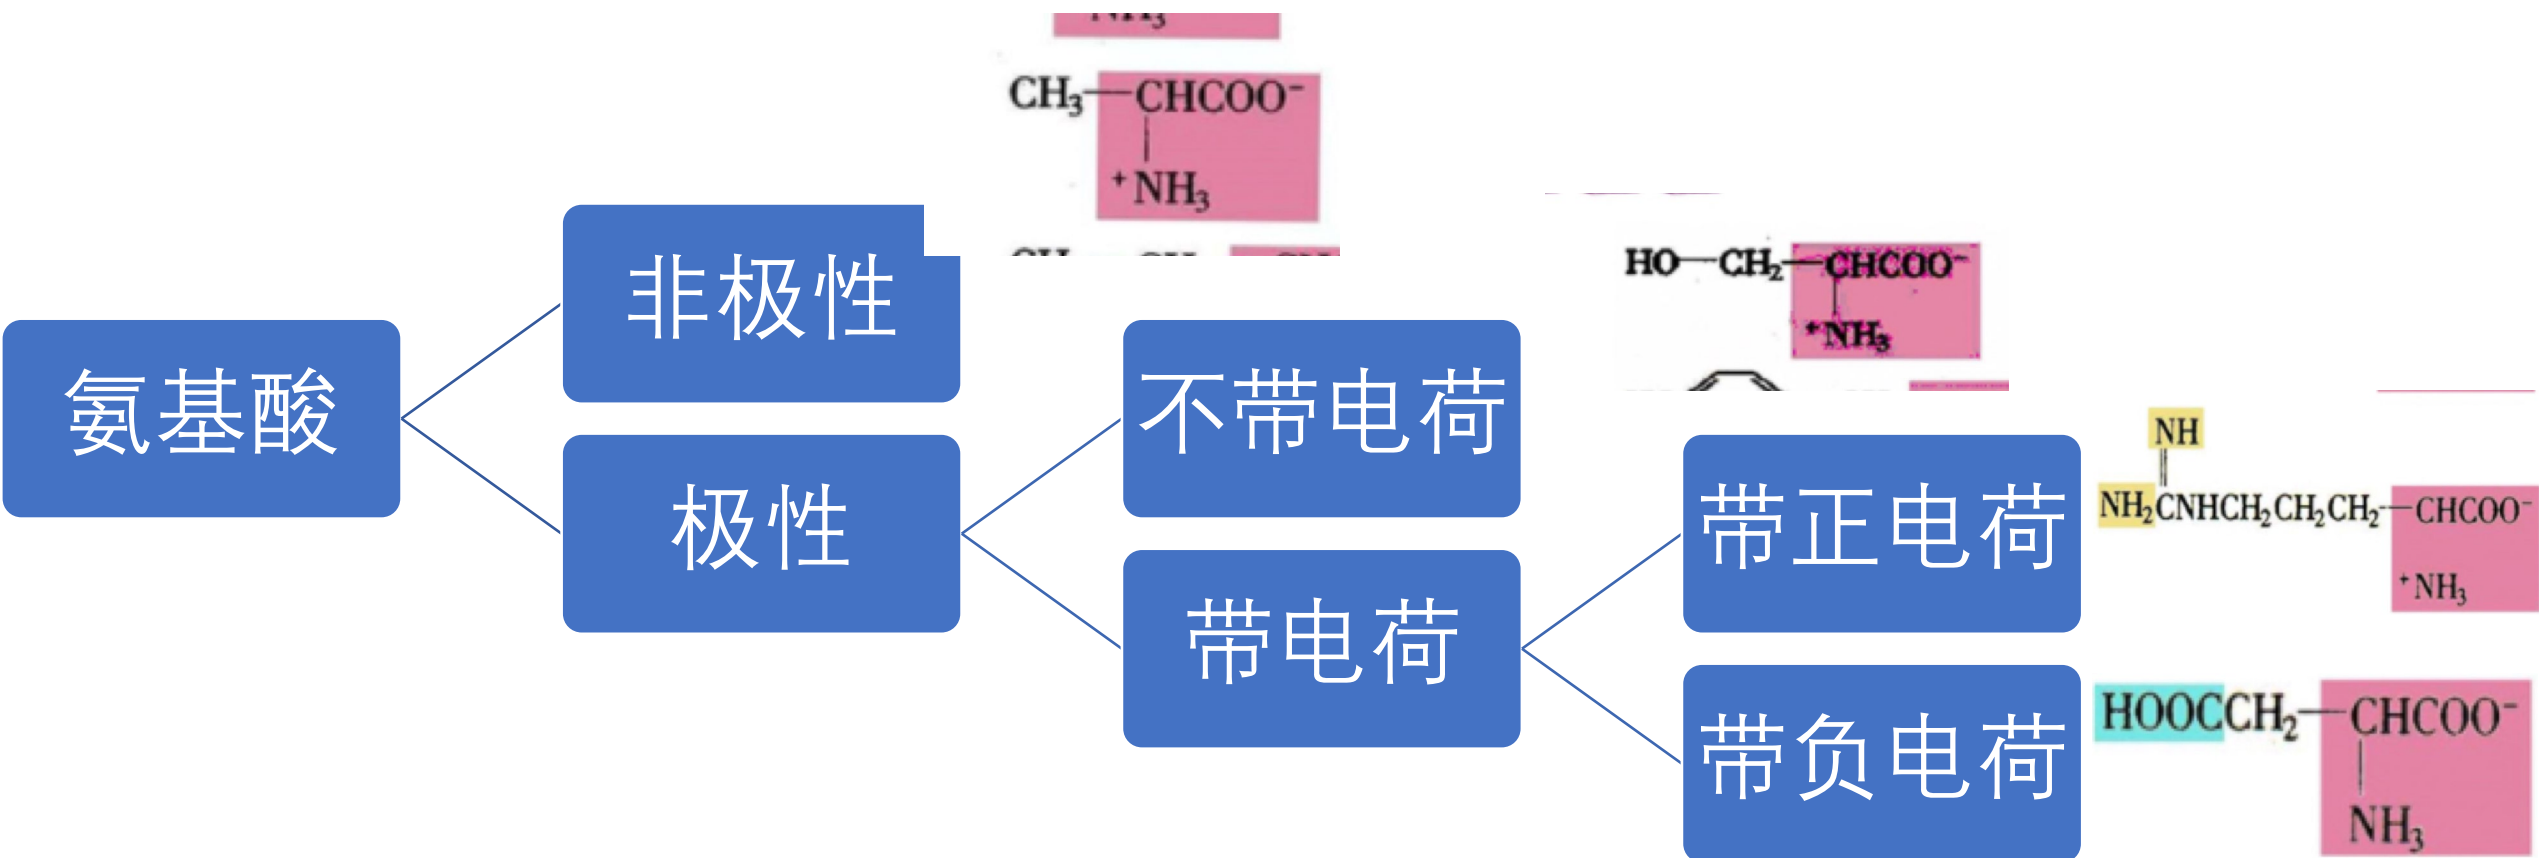 NH₃
CH₃—CHCOO⁻
⁺NH₃
非极性
HO—CH₂—CHCOO⁻
⁺NH₃
氨基酸
不带电荷
极性
NH
带正电荷
NH₂CNHCH₂CH₂CH₂—CHCOO⁻
⁺NH₃
带电荷
带负电荷
HOOCCH₂—CHCOO⁻
NH₃